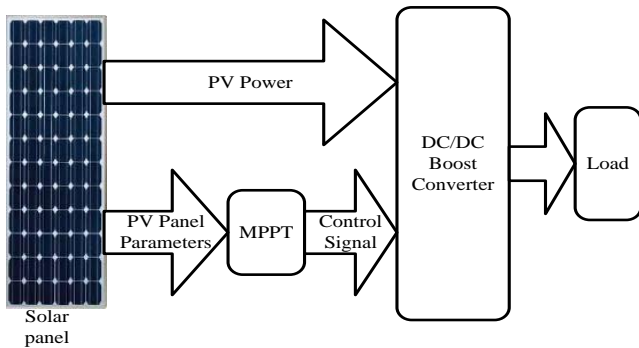 PV Power
DC/DC
Boost
Converter
Load
PV Panel
Parameters
MPPT
Control
Signal
Solar
panel